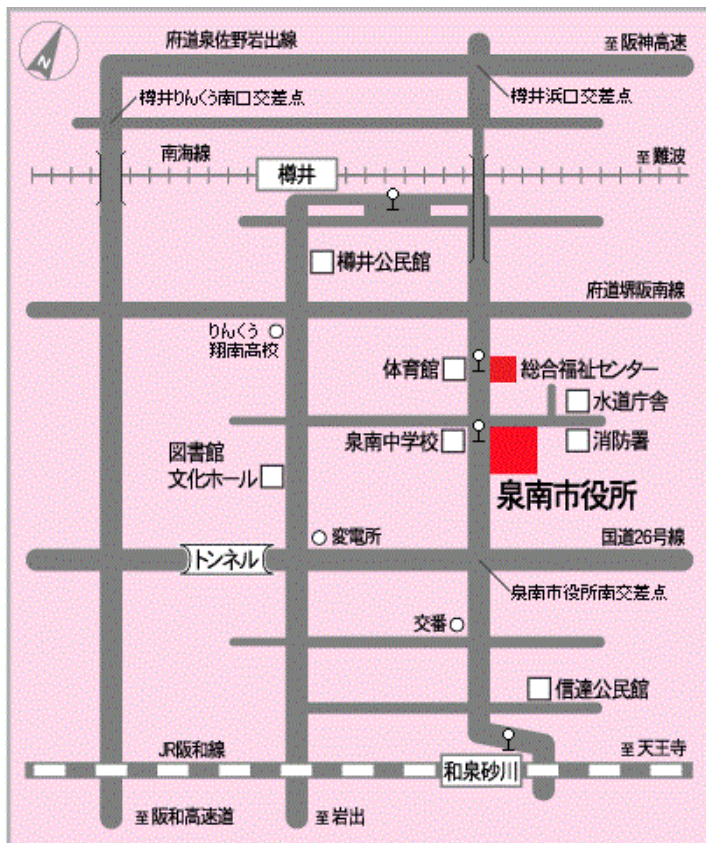 N
府道泉佐野岩出線
至阪神高速
樽井りんくう南口交差点
樽井浜口交差点
南海線
樽井
至難波
樽井公民館
府道堺阪南線
りんくう
翔南高校
体育館
総合福祉センター
水道庁舎
泉南中学校
消防署
図書館
文化ホール
泉南市役所
変電所
国道26号線
トンネル
泉南市役所南交差点
交番
信達公民館
JR阪和線
至天王寺
和泉砂川
至阪和高速道
至岩出